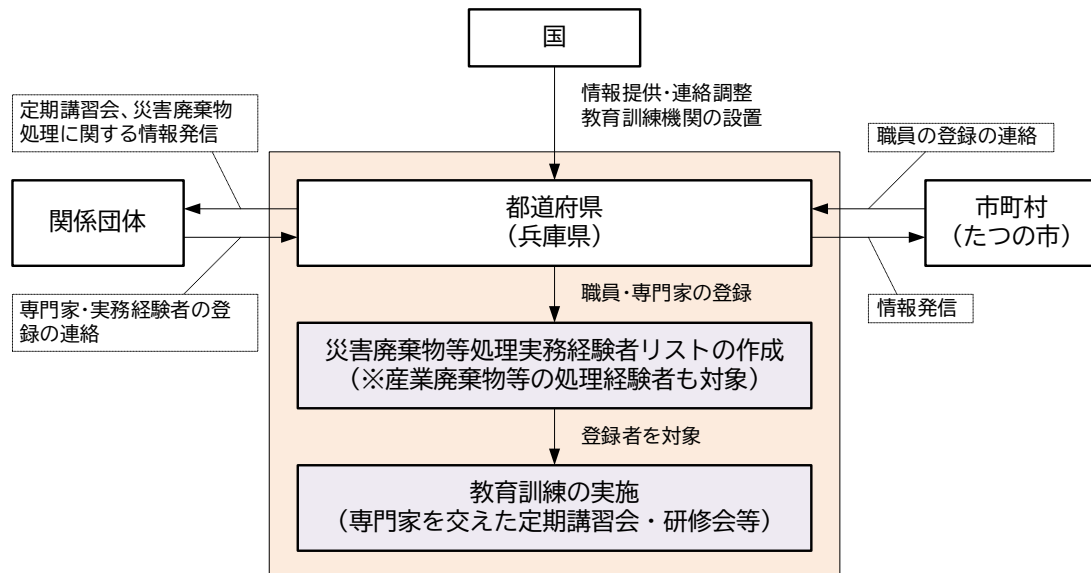 国
情報提供・連絡調整
教育訓練機関の設置
定期講習会、災害廃棄物
処理に関する情報発信
職員の登録の連絡
関係団体
都道府県
（兵庫県）
市町村
（たつの市）
専門家・実務経験者の登
録の連絡
職員・専門家の登録
情報発信
災害廃棄物等処理実務経験者リストの作成
（※産業廃棄物等の処理経験者も対象）
登録者を対象
教育訓練の実施
（専門家を交えた定期講習会・研修会等）